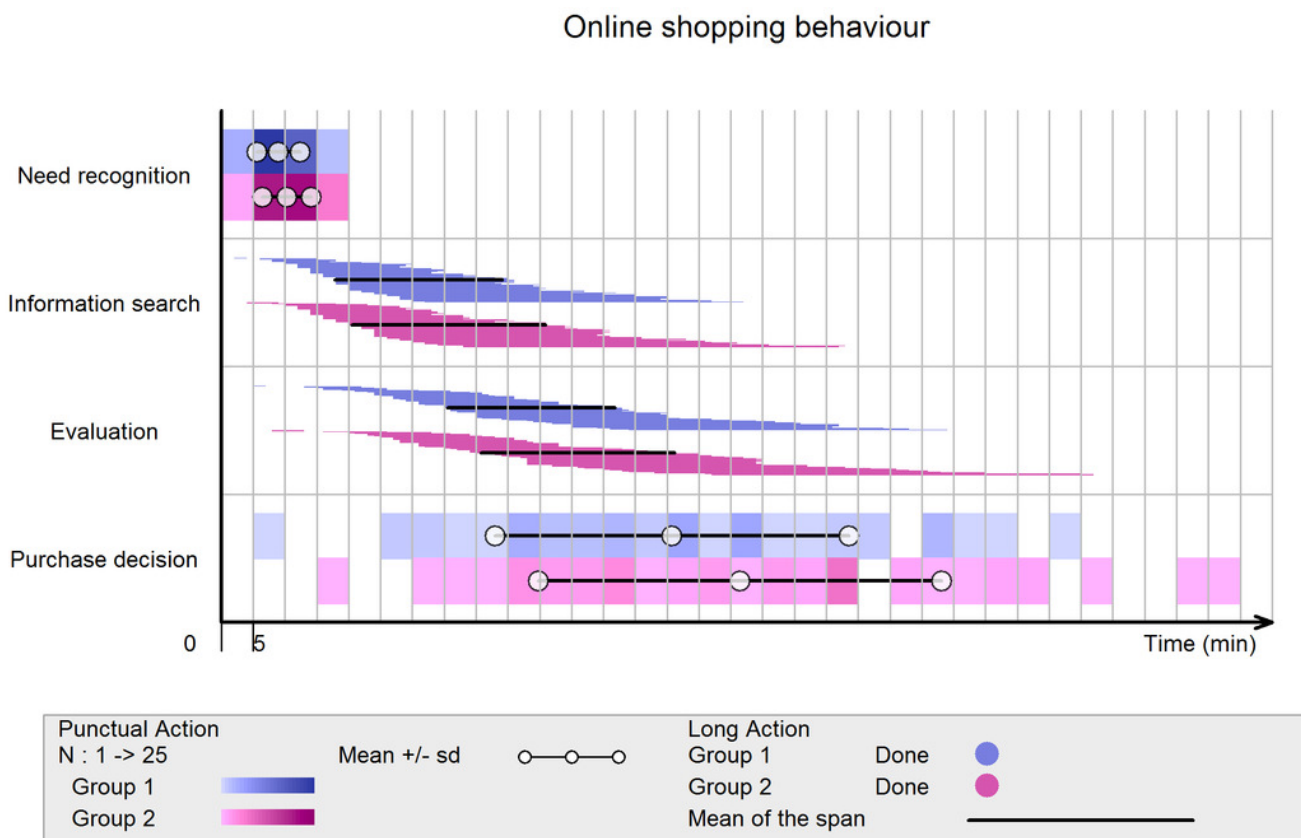 Online shopping behaviour
Need recognition
Information search
Evaluation
Purchase decision
0 5 Time (min)
Punctual Action Long Action
N : 1 -> 25 Mean +/- sd Group 1 Done
Group 1 Group 2 Done
Group 2 Mean of the span